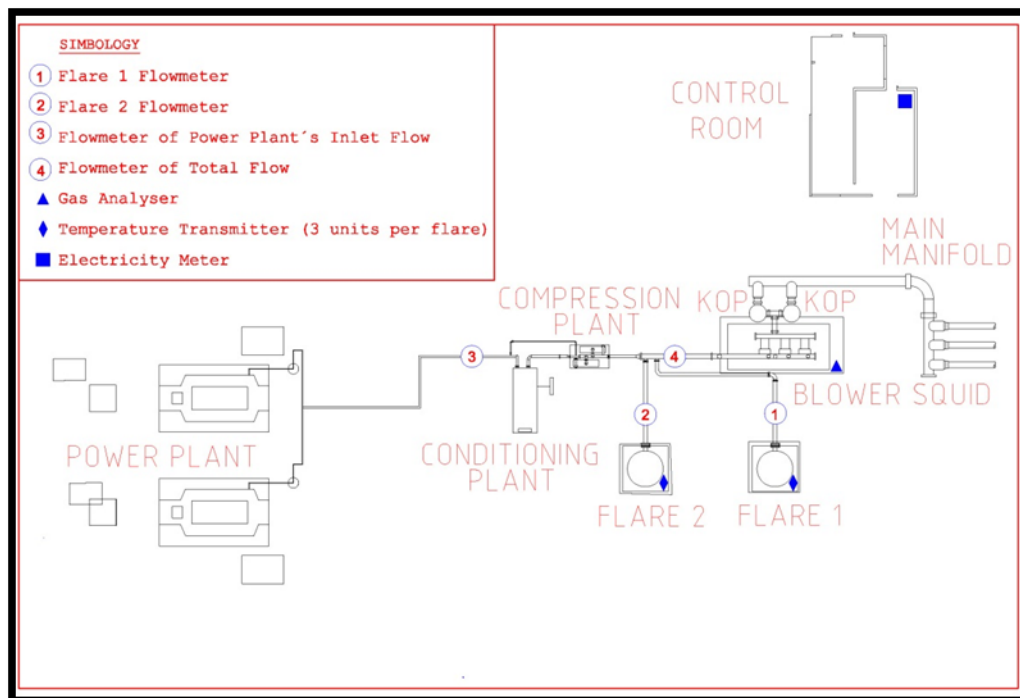 SIMBOLOGY
1 Flare 1 Flowmeter
2 Flare 2 Flowmeter
3 Flowmeter of Power Plant´s Inlet Flow
4 Flowmeter of Total Flow
Gas Analyser
Temperature Transmitter (3 units per flare)
Electricity Meter
CONTROL
ROOM
MAIN
MANIFOLD
COMPRESSION
PLANT
KOP
KOP
3
4
BLOWER SQUID
2
1
POWER PLANT
CONDITIONING
PLANT
FLARE 2
FLARE 1